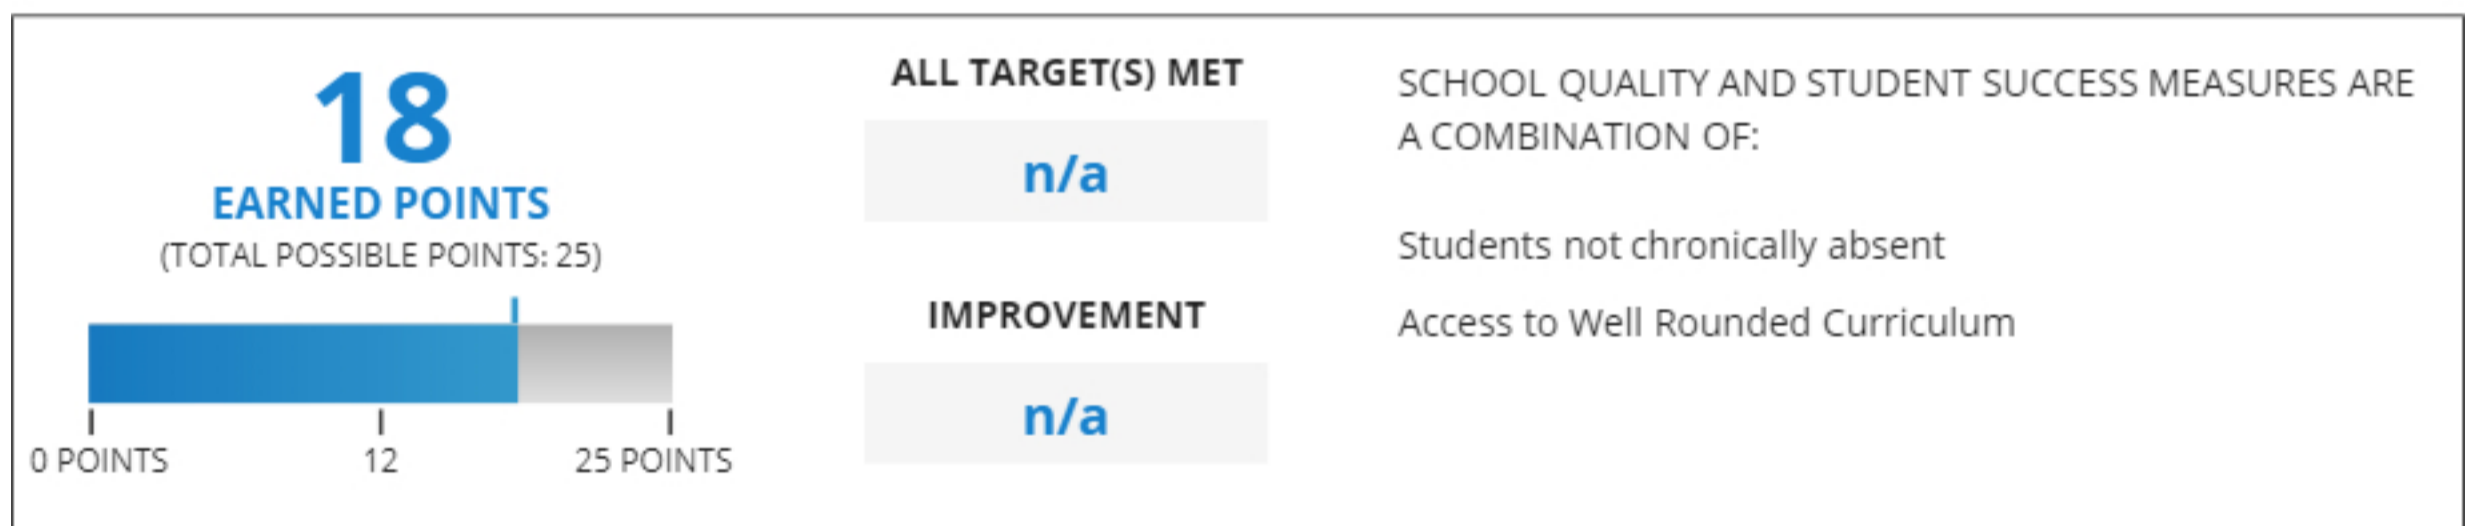 18
EARNED POINTS
(TOTAL POSSIBLE POINTS: 25)
0 POINTS
12
25 POINTS
ALL TARGET(S) MET
n/a
IMPROVEMENT
n/a
SCHOOL QUALITY AND STUDENT SUCCESS MEASURES ARE
A COMBINATION OF:
Students not chronically absent
Access to Well Rounded Curriculum